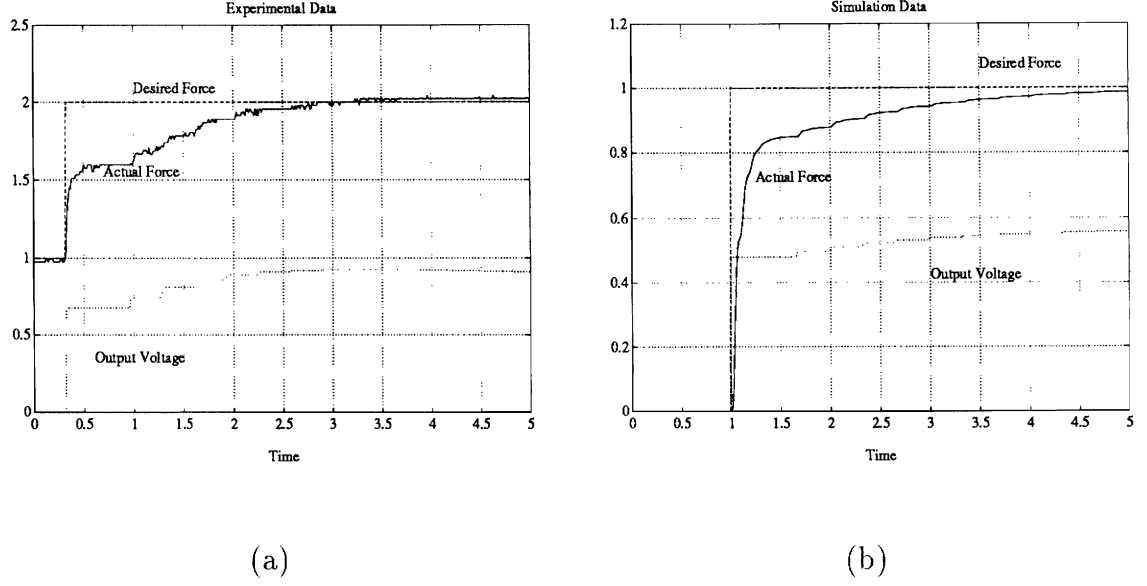 Experimental Data
2.5
2
1.5
1
0.5
0
Desired Force
Actual Force
Output Voltage
0 0.5 1 1.5 2 2.5 3 3.5 4 4.5 5
Time
(a)
Simulation Data
1.2
1
0.8
0.6
0.4
0.2
0
Desired Force
Actual Force
Output Voltage
0 0.5 1 1.5 2 2.5 3 3.5 4 4.5 5
Time
(b)